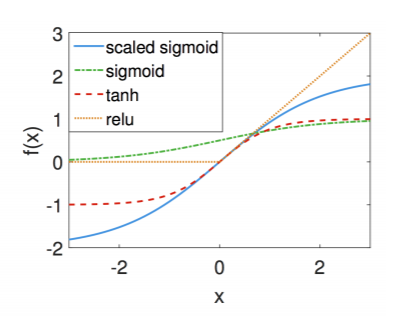 3
scaled sigmoid
sigmoid
tanh
relu
2
1
0
-1
-2
f(x)
-2 0 2
x